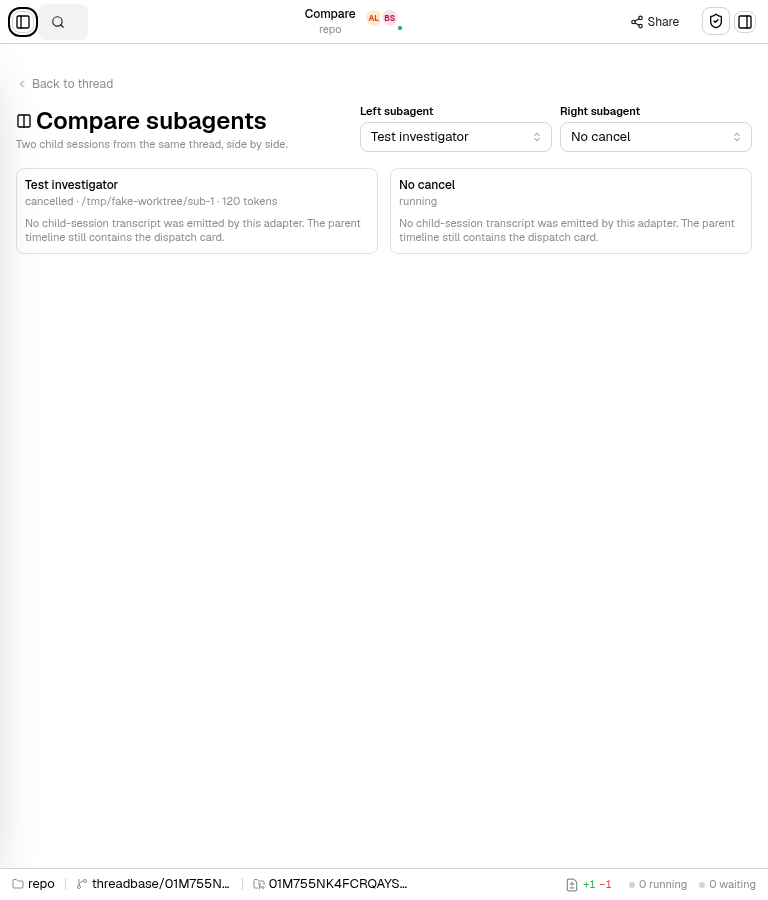 Compare
repo
AL BS
Share
Back to thread
Compare subagents
Two child sessions from the same thread, side by side.
Left subagent
Test investigator
Right subagent
No cancel
Test investigator
cancelled · /tmp/fake-worktree/sub-1 · 120 tokens
No child-session transcript was emitted by this adapter. The parent
timeline still contains the dispatch card.
No cancel
running
No child-session transcript was emitted by this adapter. The parent
timeline still contains the dispatch card.
repo
threadbase/01M755N...
01M755NK4FCRQAYS...
+1 −1
0 running
0 waiting